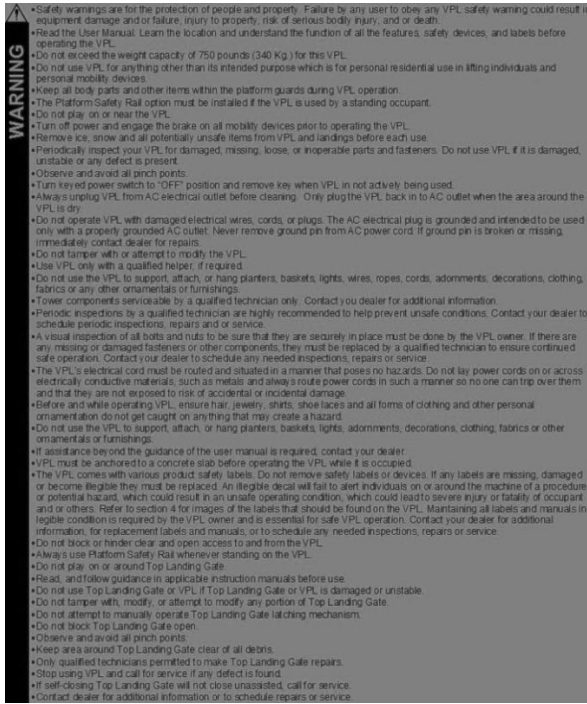 WARNING
•Safety warnings are for the protection of people and property. Failure by any user to obey any VPL safety warning could result in
equipment damage and or failure, injury to property, risk of serious bodily injury, and or death.
•Read the User Manual. Learn the location and understand the function of all the features, safety devices, and labels before
operating the VPL.
•Do not exceed the weight capacity of 750 pounds (340 Kg.) for this VPL.
•Do not use VPL for anything other than its intended purpose which is for personal residential use in lifting individuals and
personal mobility devices.
•Keep all body parts and other items within the platform guards during VPL operation.
•The Platform Safety Rail option must be installed if the VPL is used by a standing occupant.
•Do not play on or near the VPL.
•Turn off power and engage the brake on all mobility devices prior to operating the VPL.
•Remove ice, snow and all potentially unsafe items from VPL and landings before each use.
•Periodically inspect your VPL for damaged, missing, loose, or inoperable parts and fasteners. Do not use VPL if it is damaged,
unstable or any defect is present.
•Observe and avoid all pinch points.
•Turn keyed power switch to "OFF" position and remove key when VPL in not actively being used.
•Always unplug VPL from AC electrical outlet before cleaning. Only plug the VPL back in to AC outlet when the area around the
VPL is dry.
•Do not operate VPL with damaged electrical wires, cords, or plugs. The AC electrical plug is grounded and intended to be used
only with a properly grounded AC outlet. Never remove ground pin from AC power cord. If ground pin is broken or missing,
immediately contact dealer for repairs.
•Do not tamper with or attempt to modify the VPL.
•Use VPL only with a qualified helper, if required.
•Do not use the VPL to support, attach, or hang planters, baskets, lights, wires, ropes, cords, adornments, decorations, clothing,
fabrics or any other ornamentals or furnishings.
•Tower components serviceable by a qualified technician only. Contact you dealer for additional information.
•Periodic inspections by a qualified technician are highly recommended to help prevent unsafe conditions. Contact your dealer to
schedule periodic inspections, repairs and or service.
•A visual inspection of all bolts and nuts to be sure that they are securely in place must be done by the VPL owner. If there are
any missing or damaged fasteners or other components, they must be replaced by a qualified technician to ensure continued
safe operation. Contact your dealer to schedule any needed inspections, repairs or service.
•The VPL's electrical cord must be routed and situated in a manner that poses no hazards. Do not lay power cords on or across
electrically conductive materials, such as metals and always route power cords in such a manner so no one can trip over them
and that they are not exposed to risk of accidental or incidental damage.
•Before and while operating VPL, ensure hair, jewelry, shirts, shoe laces and all forms of clothing and other personal
ornamentation do not get caught on anything that may create a hazard.
•Do not use the VPL to support, attach, or hang planters, baskets, lights, adornments, decorations, clothing, fabrics or other
ornamentals or furnishings.
•If assistance beyond the guidance of the user manual is required, contact your dealer.
•VPL must be anchored to a concrete slab before operating the VPL while it is occupied.
•The VPL comes with various product safety labels. Do not remove safety labels or devices. If any labels are missing, damaged
or become illegible they must be replaced. An illegible decal will fail to alert individuals on or around the machine of a procedure
or potential hazard, which could result in an unsafe operating condition, which could lead to severe injury or fatality of occupant
and or others. Refer to section 4 for images of the labels that should be found on the VPL. Maintaining all labels and manuals in
legible condition is required by the VPL owner and is essential for safe VPL operation. Contact your dealer for additional
information, for replacement labels and manuals, or to schedule any needed inspections, repairs or service.
•Do not block or hinder clear and open access to and from the VPL.
•Always use Platform Safety Rail whenever standing on the VPL.
•Do not play on or around Top Landing Gate.
•Read, and follow guidance in applicable instruction manuals before use.
•Do not use Top Landing Gate or VPL if Top Landing Gate or VPL is damaged or unstable.
•Do not tamper with, modify, or attempt to modify any portion of Top Landing Gate.
•Do not attempt to manually operate Top Landing Gate latching mechanism.
•Do not block Top Landing Gate open.
•Observe and avoid all pinch points.
•Keep area around Top Landing Gate clear of all debris.
•Only qualified technicians permitted to make Top Landing Gate repairs.
•Stop using VPL and call for service if any defect is found.
•If self-closing Top Landing Gate will not close unassisted, call for service.
•Contact dealer for additional information or to schedule repairs or service.